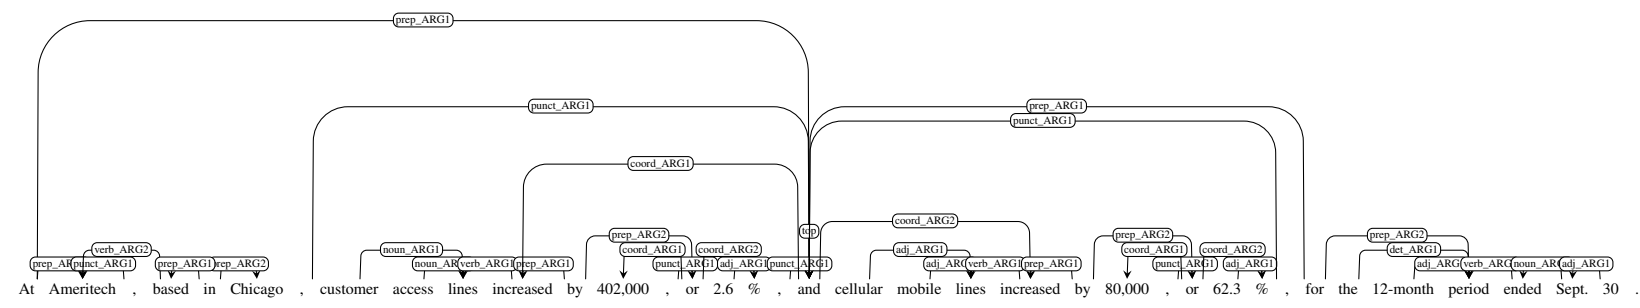 prep_ARG1
punct_ARG1 prep_ARG1
punct_ARG1
coord_ARG1
coord_ARG2
top
prep_ARG2 prep_ARG2 prep_ARG2
verb_ARG2 noun_ARG1 coord_ARG1 coord_ARG2 adj_ARG1 coord_ARG1 coord_ARG2 det_ARG1
punct_ARG1 prep_ARG1 verb_ARG1 prep_ARG1 adj_ARG1 punct_ARG1 verb_ARG1 prep_ARG1 adj_ARG1 adj_ARG1
At Ameritech , based in Chicago , customer access lines increased by 402,000 , or 2.6 % , and cellular mobile lines increased by 80,000 , or 62.3 % , for the 12-month period ended Sept. 30 .